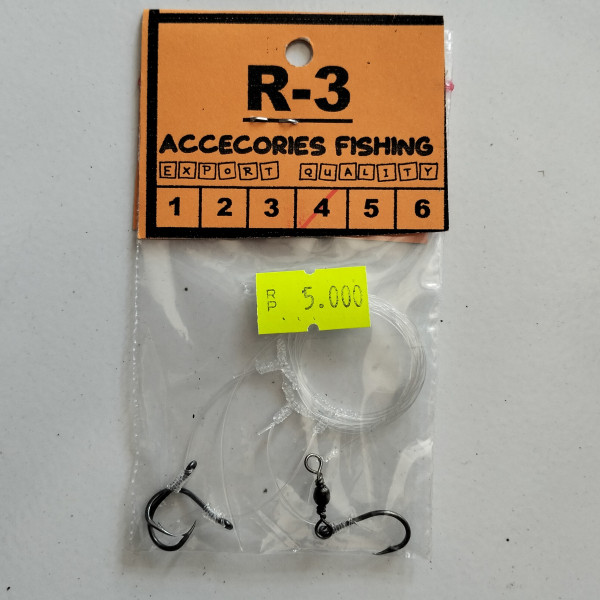 R-3
ACCECORIES FISHING
EXPORT QUALITY
1 2 3 4 5 6
RP 5.000